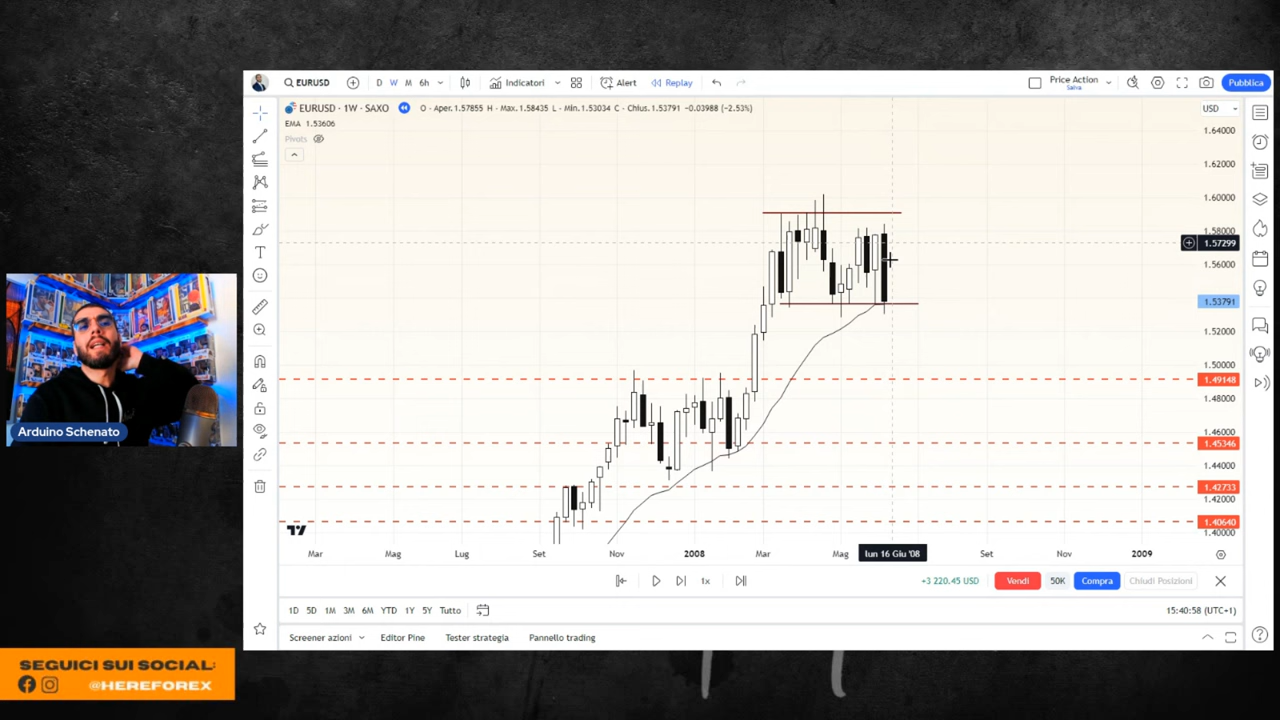 EURUSD D W M 6h Indicatori Alert Replay Price Action Salva Pubblica
EURUSD · 1W · SAXO O - Aper.1.57855 H - Max.1.58435 L - Min.1.53034 C - Chius.1.53791 -0.03988 (-2.53%) USD
EMA 1.53606
Pivots
1.64000
1.62000
1.60000
1.58000
1.57299
1.56000
1.53791
1.52000
1.50000
1.49148
1.48000
1.46000
1.45346
1.44000
1.42733
1.42000
1.40640
1.40000
Arduino Schenato
Mar Mag Lug Set Nov 2008 Mar Mag lun 16 Giu '08 Set Nov 2009
1x +3 220.45 USD Vendi 50K Compra Chiudi Posizioni
1D 5D 1M 3M 6M YTD 1Y 5Y Tutto 15:40:58 (UTC+1)
Screener azioni Editor Pine Tester strategia Pannello trading
SEGUICI SUI SOCIAL:
@HEREFOREX